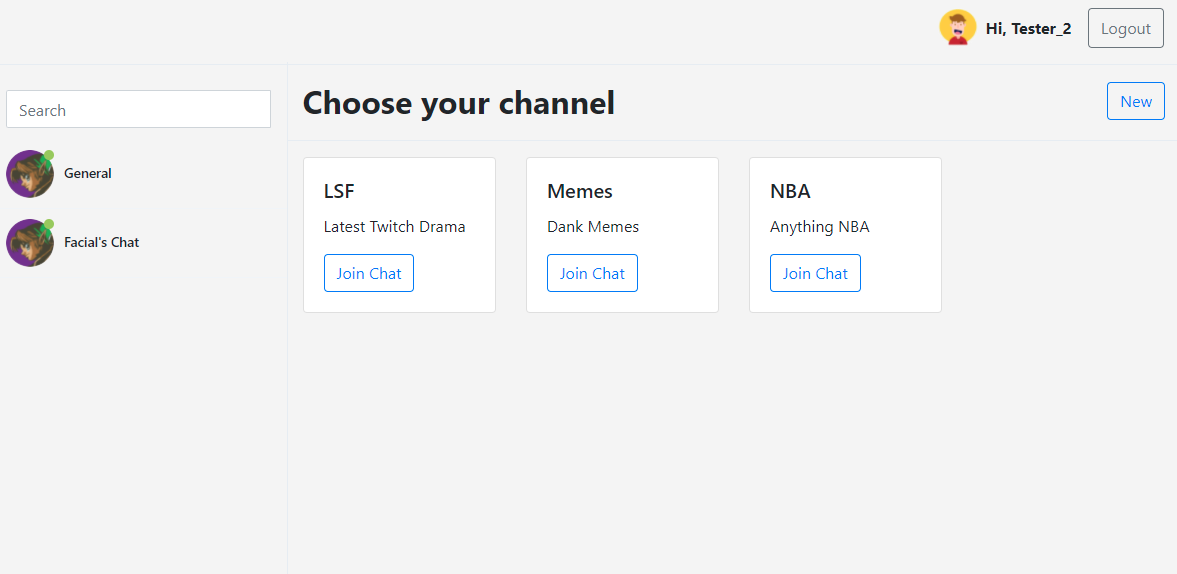 Hi, Tester_2
Logout
Search
General
Facial's Chat
Choose your channel
New
LSF
Latest Twitch Drama
Join Chat
Memes
Dank Memes
Join Chat
NBA
Anything NBA
Join Chat